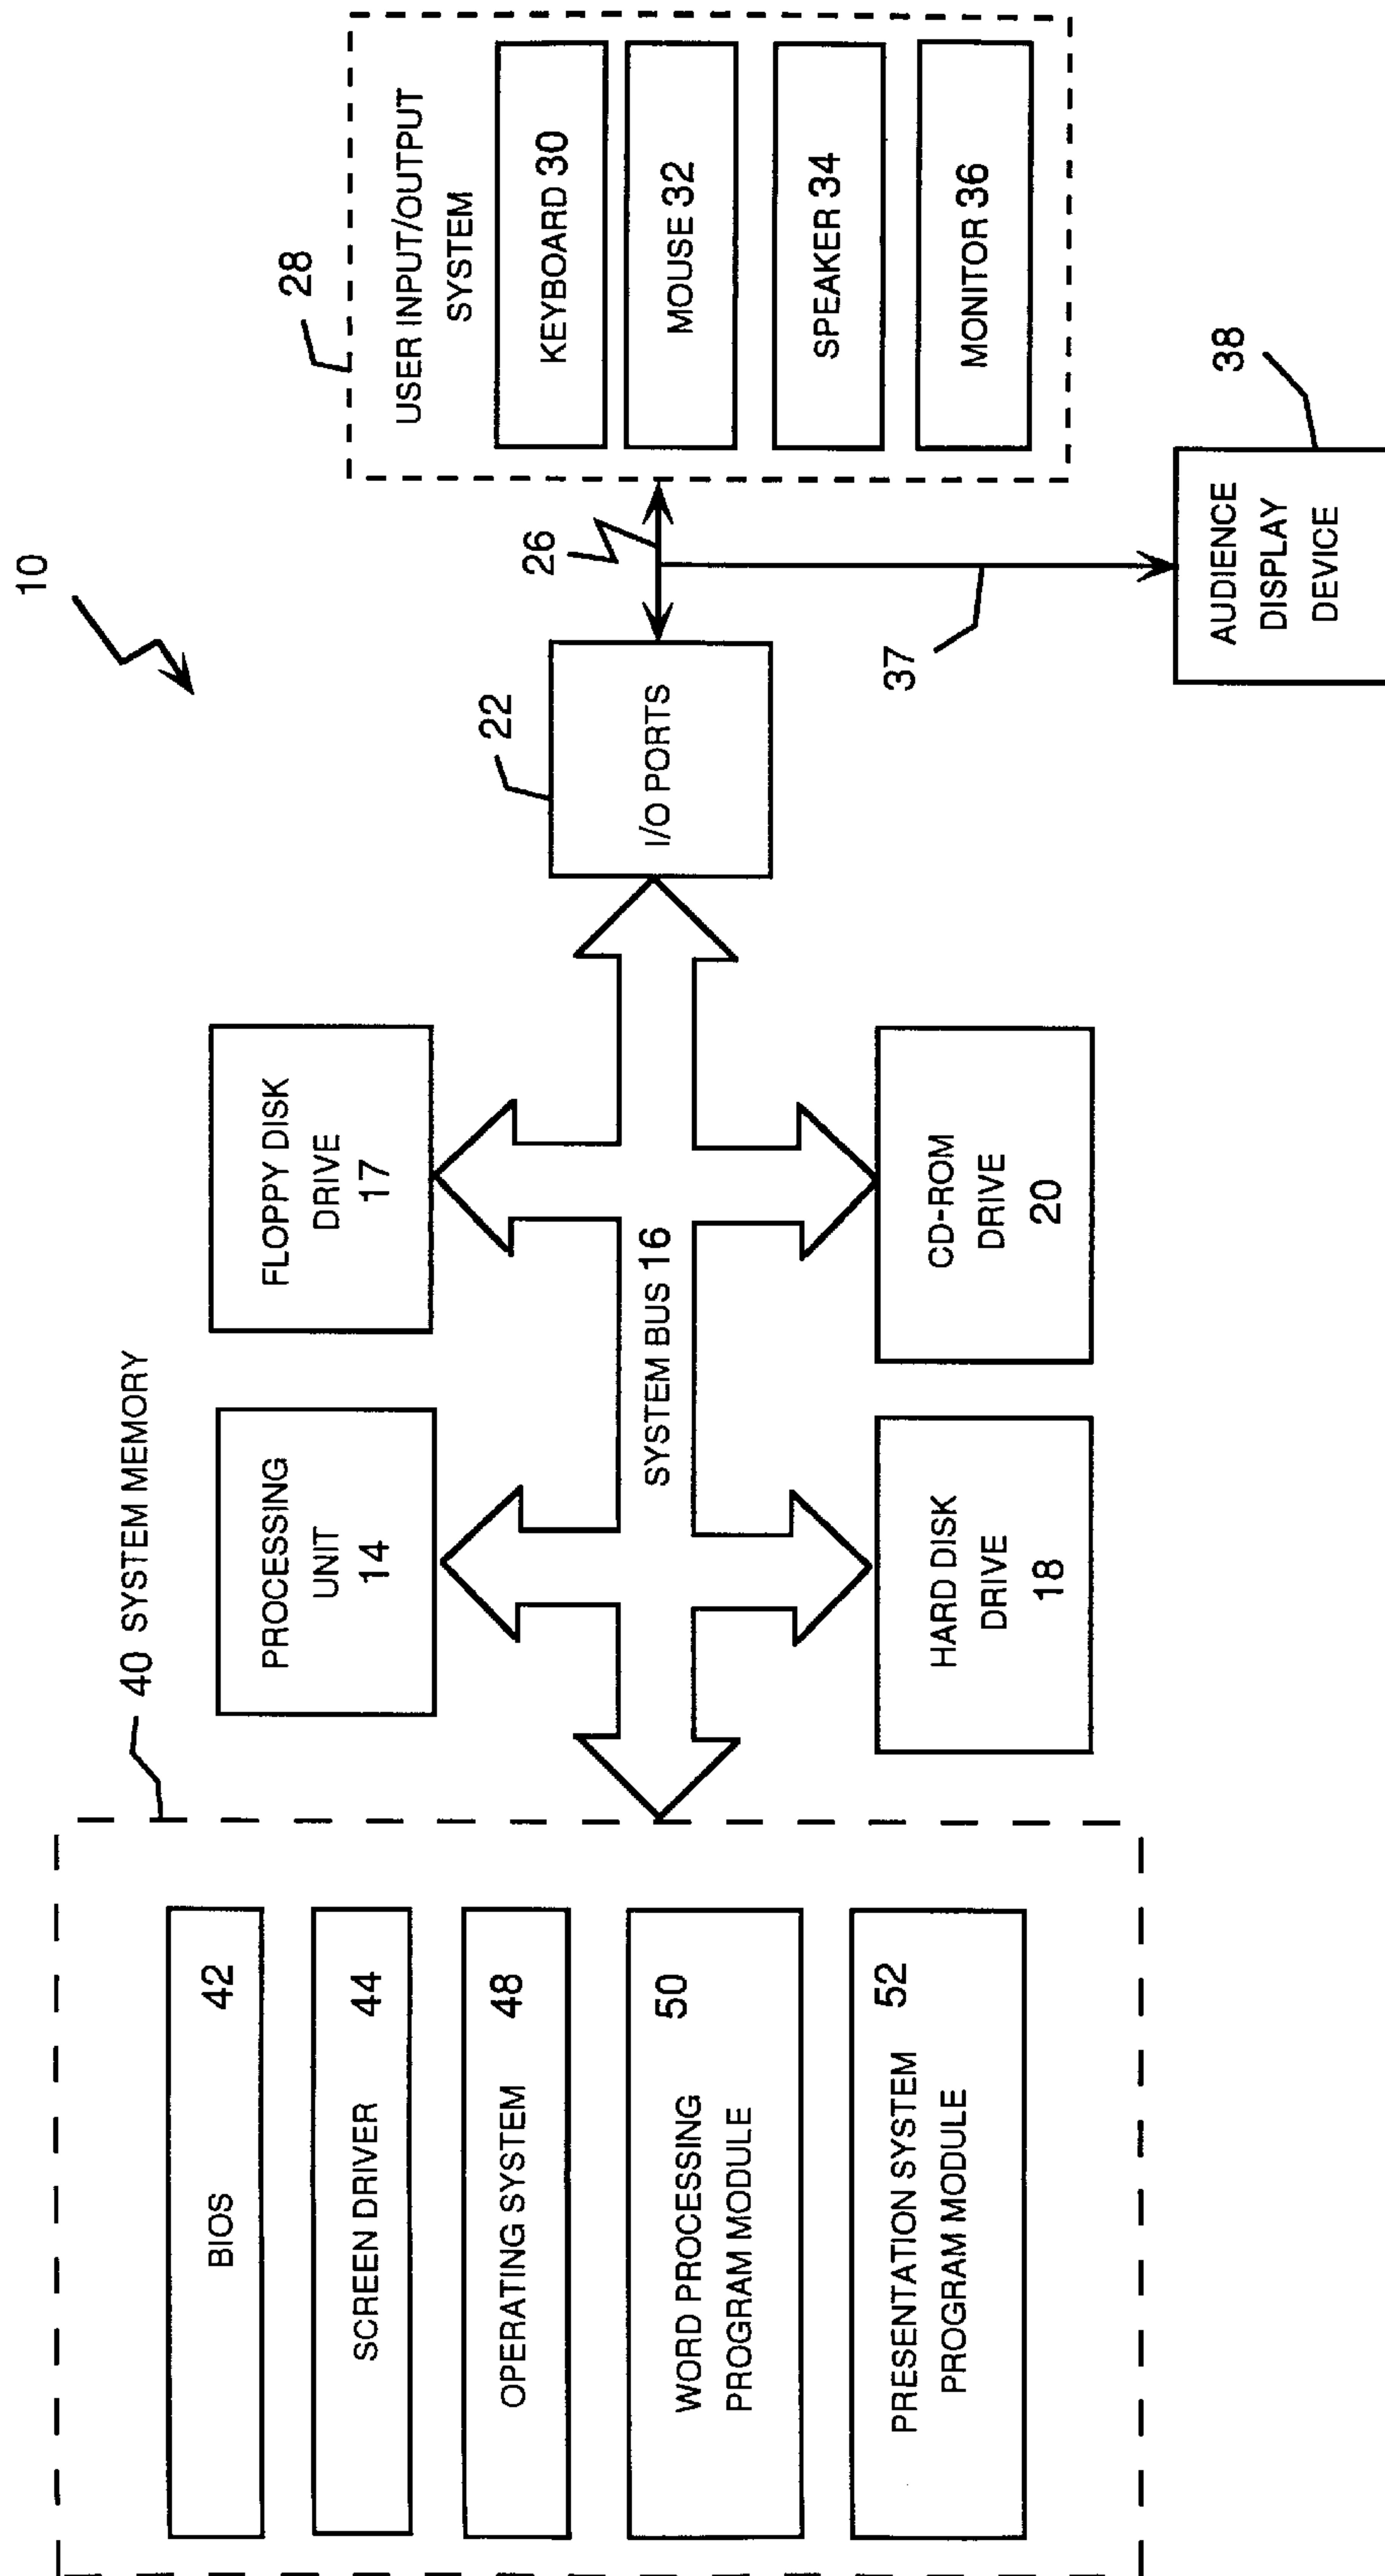 10
40 SYSTEM MEMORY
BIOS 42
SCREEN DRIVER 44
OPERATING SYSTEM 48
WORD PROCESSING
PROGRAM MODULE
50
PRESENTATION SYSTEM
PROGRAM MODULE
52
PROCESSING
UNIT
14
FLOPPY DISK
DRIVE
17
SYSTEM BUS 16
HARD DISK
DRIVE
18
CD-ROM
DRIVE
20
22
I/O PORTS
26
28
USER INPUT/OUTPUT
SYSTEM
KEYBOARD 30
MOUSE 32
SPEAKER 34
MONITOR 36
37
38
AUDIENCE
DISPLAY
DEVICE